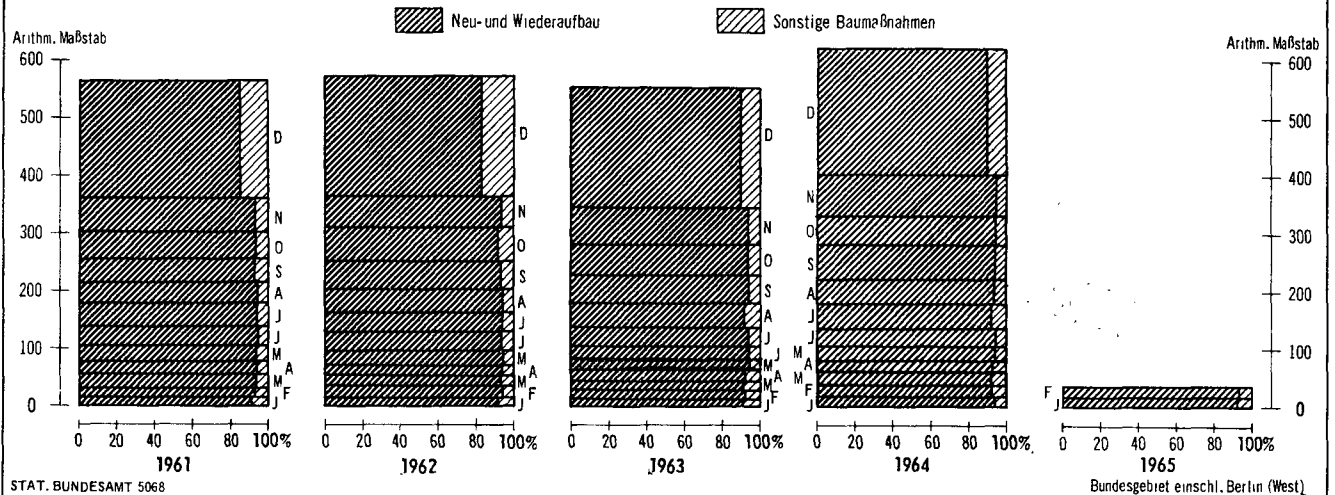 Neu- und Wiederaufbau
Sonstige Baumaßnahmen
Arithm. Maßstab
600
500
400
300
200
100
0
D
N
O
S
A
J
J
M
A
M
F
J
0 20 40 60 80 100%
1961
D
N
O
S
A
J
J
M
A
M
F
J
0 20 40 60 80 100%
1962
D
N
O
S
A
J
J
M
A
M
F
J
0 20 40 60 80 100%
1963
D
N
O
S
A
J
J
M
A
M
F
J
0 20 40 60 80 100%
1964
F
J
0 20 40 60 80 100%
1965
Arithm. Maßstab
600
500
400
300
200
100
0
STAT. BUNDESAMT 5068
Bundesgebiet einschl. Berlin (West)